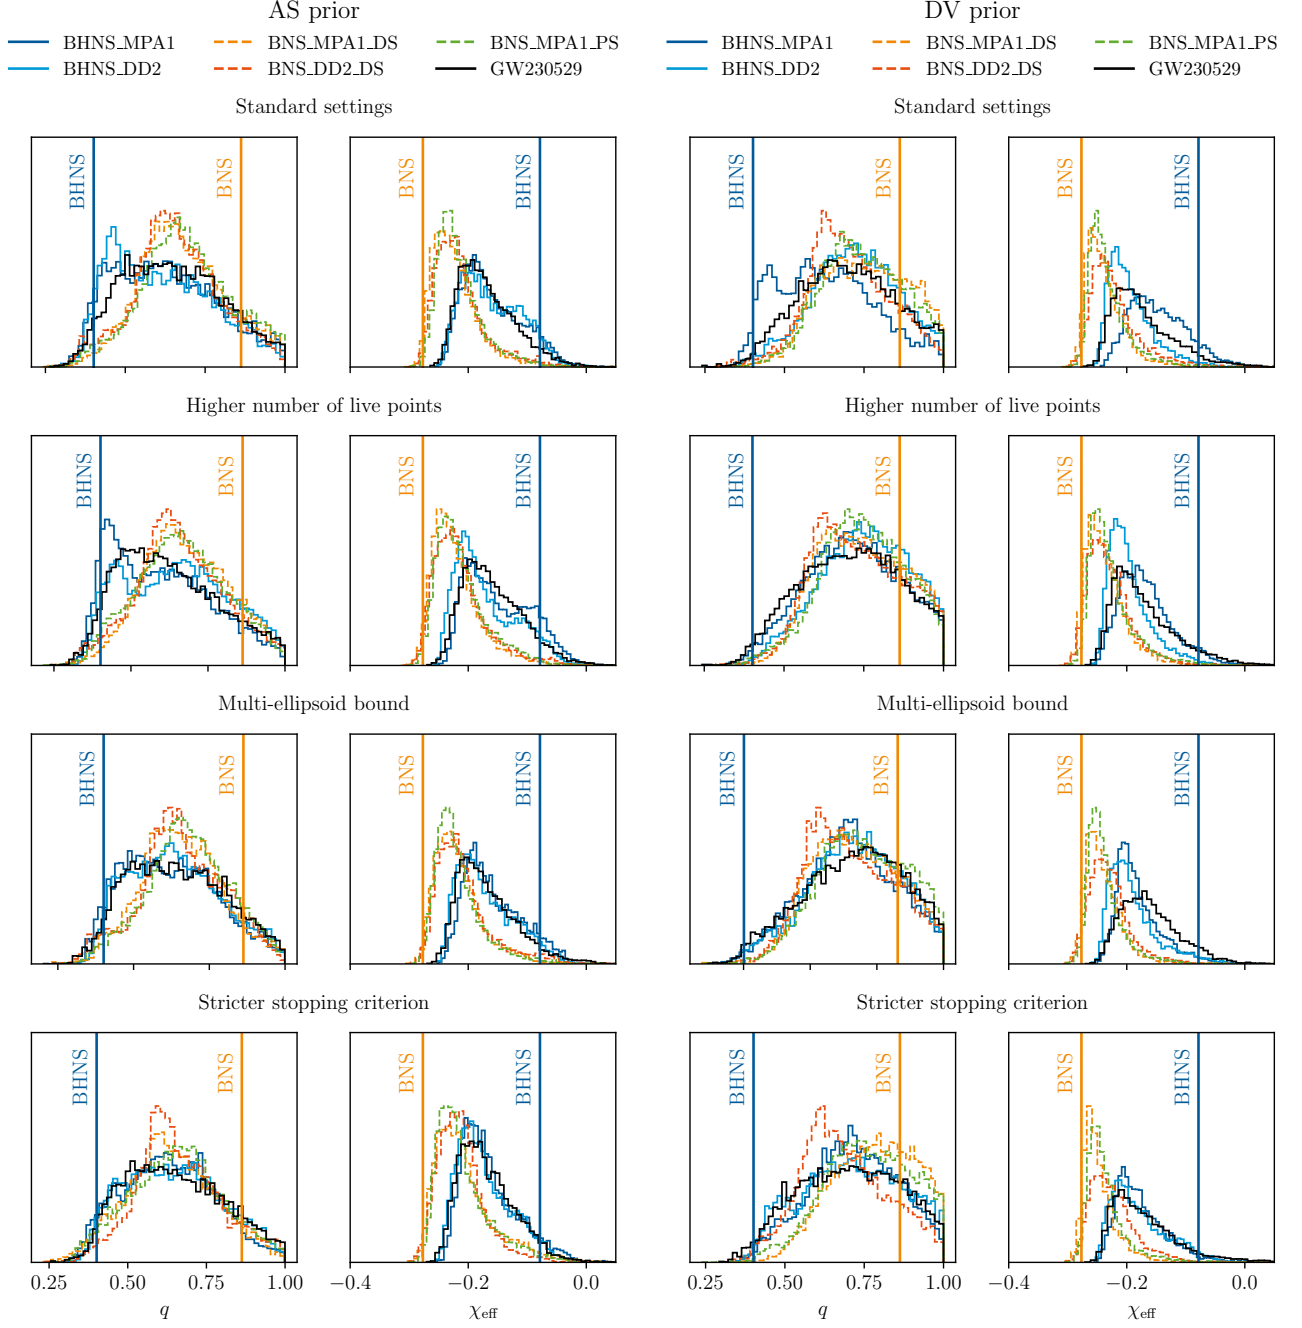 AS prior
BHNS_MPA1
BNS_MPA1_DS
BNS_MPA1_PS
BHNS_DD2
BNS_DD2_DS
GW230529
DV prior
BHNS_MPA1
BNS_MPA1_DS
BNS_MPA1_PS
BHNS_DD2
BNS_DD2_DS
GW230529
Standard settings
BHNS
BNS
BNS
BHNS
Standard settings
BHNS
BNS
BNS
BHNS
Higher number of live points
BHNS
BNS
BNS
BHNS
Higher number of live points
BHNS
BNS
BNS
BHNS
Multi-ellipsoid bound
BHNS
BNS
BNS
BHNS
Multi-ellipsoid bound
BHNS
BNS
BNS
BHNS
Stricter stopping criterion
BHNS
BNS
BNS
BHNS
Stricter stopping criterion
BHNS
BNS
BNS
BHNS
0.25 0.50 0.75 1.00
q
−0.4 −0.2 0.0
χeff
0.25 0.50 0.75 1.00
q
−0.4 −0.2 0.0
χeff